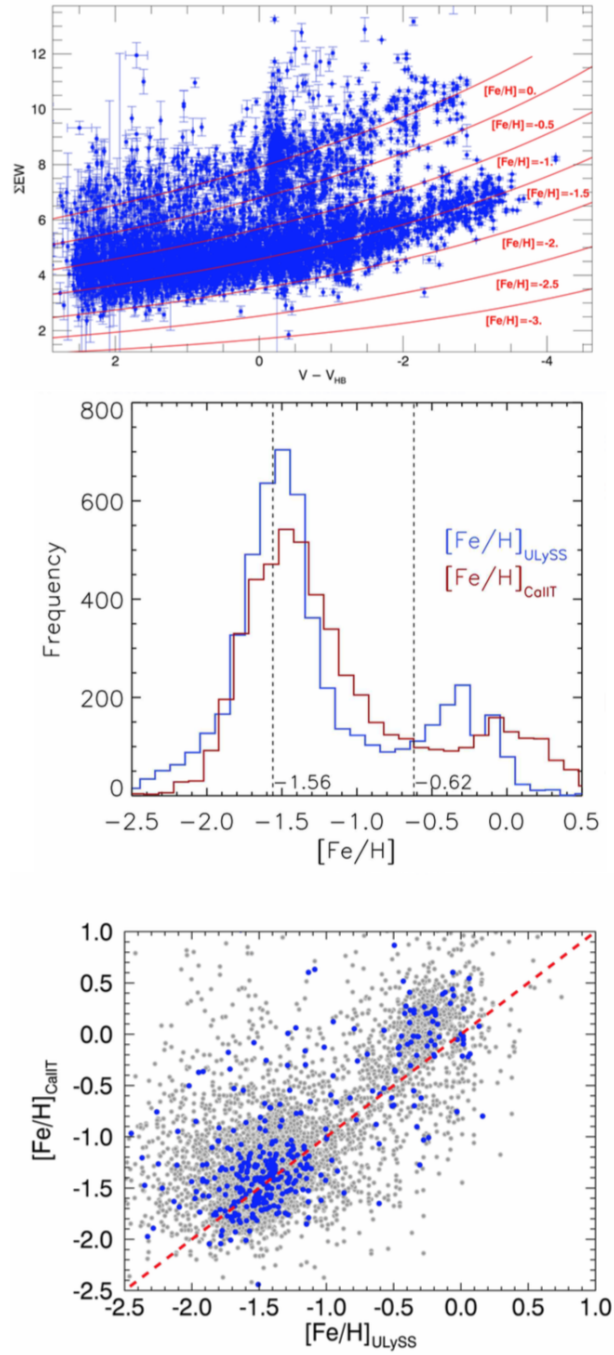 12
[Fe/H]=0.
10
[Fe/H]=-0.5
ΣEW
8
[Fe/H]=-1.
[Fe/H]=-1.5
6
[Fe/H]=-2.
4
[Fe/H]=-2.5
[Fe/H]=-3.
2
2 0 -2 -4
V - V_HB
800
600
[Fe/H]ULySS
[Fe/H]CaIIT
Frequency
400
200
0
-1.56 -0.62
-2.5 -2.0 -1.5 -1.0 -0.5 0.0 0.5
[Fe/H]
1.0
0.5
0.0
[Fe/H]CaIIT
-0.5
-1.0
-1.5
-2.0
-2.5
-2.5 -2.0 -1.5 -1.0 -0.5 0.0 0.5 1.0
[Fe/H]ULySS